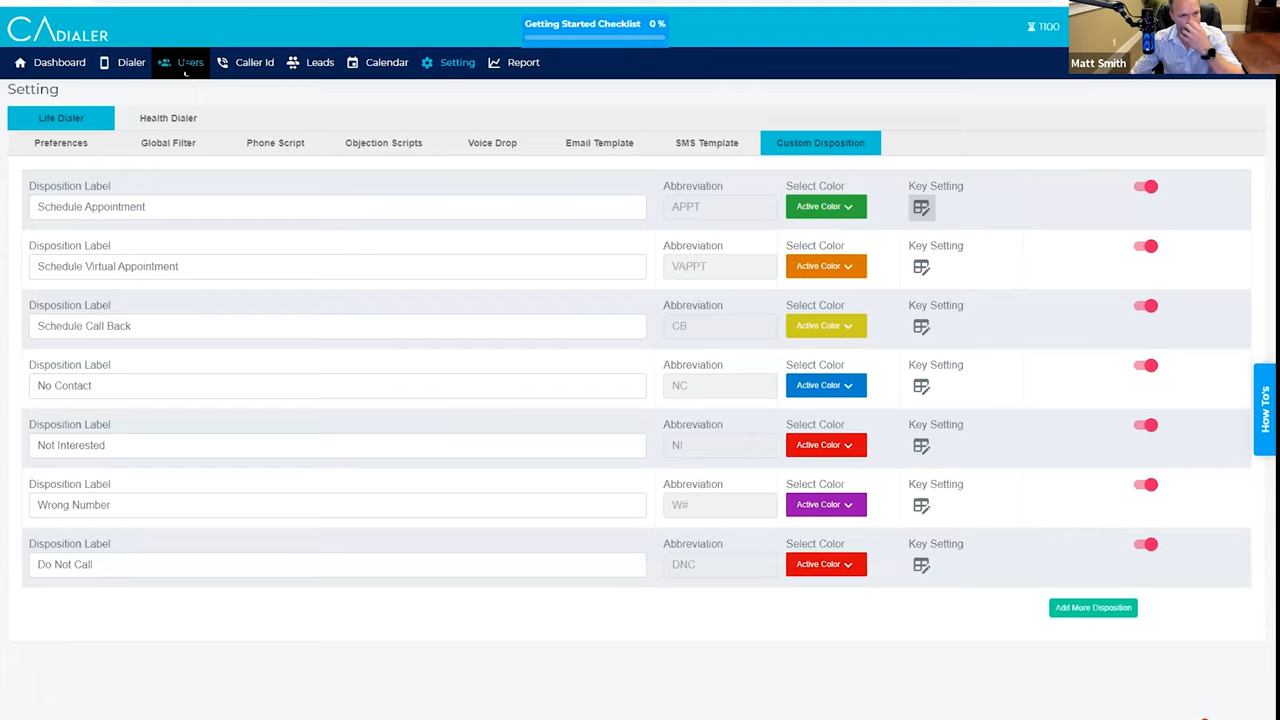 CADIALER
Getting Started Checklist 0 %
1100
Matt Smith
Dashboard Dialer Users Caller Id Leads Calendar Setting Report
Setting
Life Dialer Health Dialer
Preferences Global Filter Phone Script Objection Scripts Voice Drop Email Template SMS Template Custom Disposition
Disposition Label Abbreviation Select Color Key Setting
Schedule Appointment APPT Active Color
Disposition Label Abbreviation Select Color Key Setting
Schedule Virtual Appointment VAPPT Active Color
Disposition Label Abbreviation Select Color Key Setting
Schedule Call Back CB Active Color
Disposition Label Abbreviation Select Color Key Setting
No Contact NC Active Color
Disposition Label Abbreviation Select Color Key Setting
Not Interested NI Active Color
Disposition Label Abbreviation Select Color Key Setting
Wrong Number W# Active Color
Disposition Label Abbreviation Select Color Key Setting
Do Not Call DNC Active Color
Add More Disposition
How To's